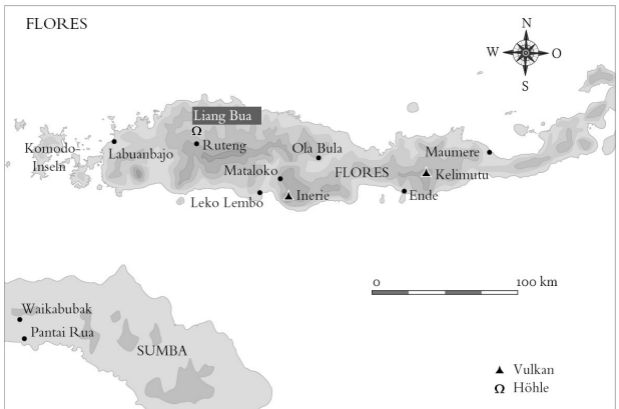 FLORES
N
W
O
S
Liang Bua
Ω
Komodo-
Inseln
Labuanbajo
Ruteng
Ola Bula
Maumere
Mataloko
FLORES
Kelimutu
Leko Lembo
Inerie
Ende
0
100 km
Waikabubak
Pantai Rua
SUMBA
Vulkan
Ω Höhle